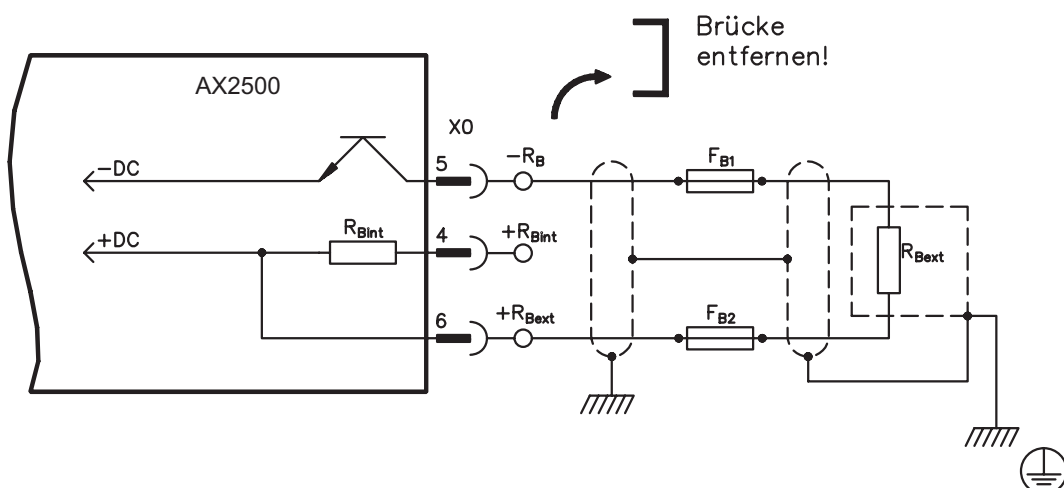 Brücke
entfernen!
AX2500
X0
-DC
5
-RB
FB1
+DC
RBint
4
+RBint
RBext
6
+RBext
FB2